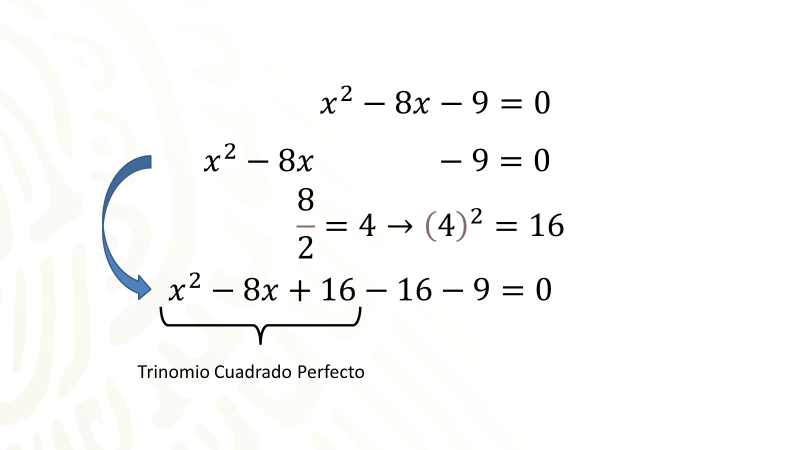 x² − 8x − 9 = 0
x² − 8x − 9 = 0
8/2 = 4 → (4)² = 16
x² − 8x + 16 − 16 − 9 = 0
Trinomio Cuadrado Perfecto